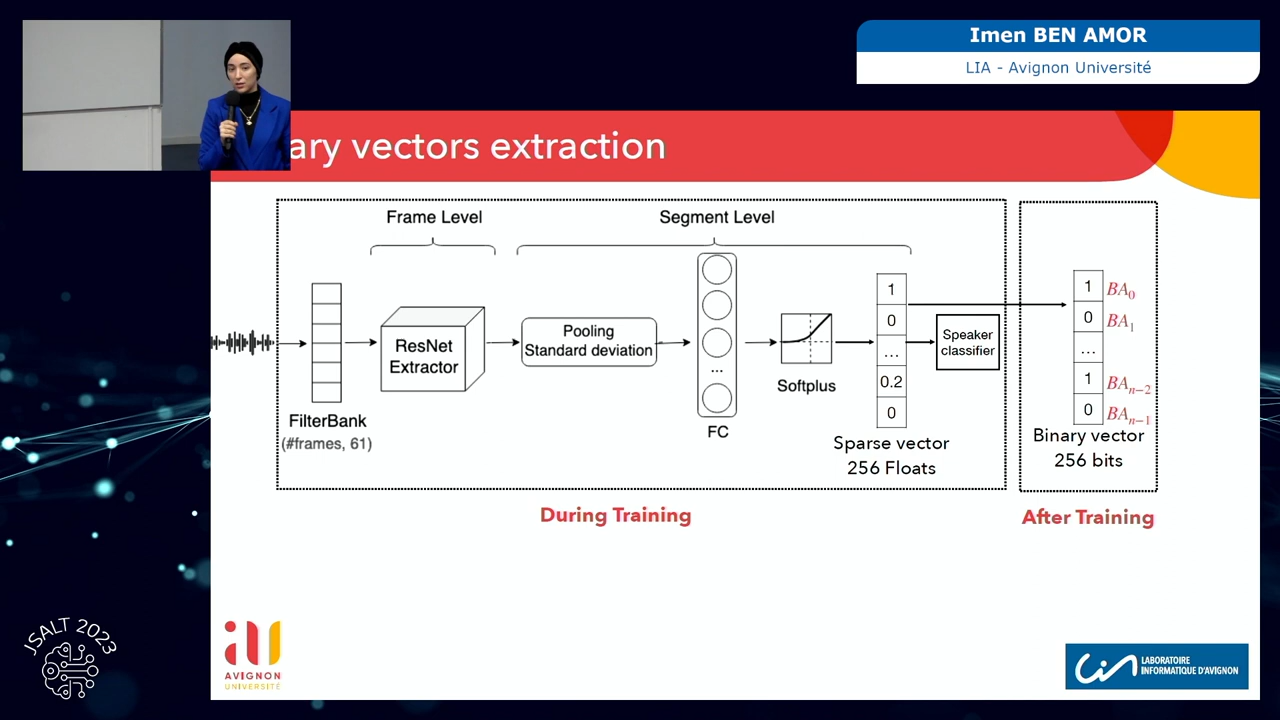 Imen BEN AMOR
LIA - Avignon Université
ary vectors extraction
Frame Level
Segment Level
ResNet
Extractor
Pooling
Standard deviation
...
FC
Softplus
1
0
...
0.2
0
Speaker
classifier
1 BA0
0 BA1
...
1 BAn−2
0 BAn−1
FilterBank
(#frames, 61)
Sparse vector
256 Floats
Binary vector
256 bits
During Training
After Training
JSALT 2023
AVIGNON
UNIVERSITÉ
LIA
LABORATOIRE
INFORMATIQUE D'AVIGNON